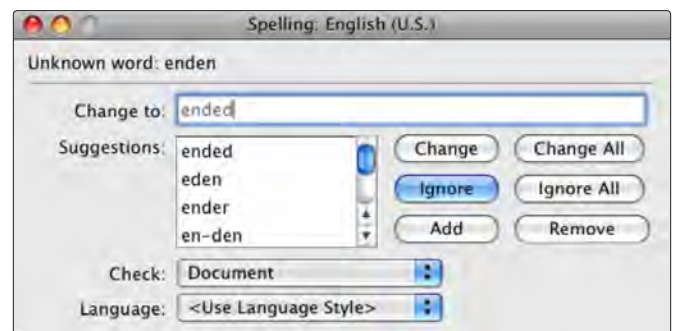 Spelling: English (U.S.)
Unknown word: enden
Change to: ended
Suggestions: ended Change Change All
eden
ender Ignore Ignore All
en-den Add Remove
Check: Document
Language: <Use Language Style>